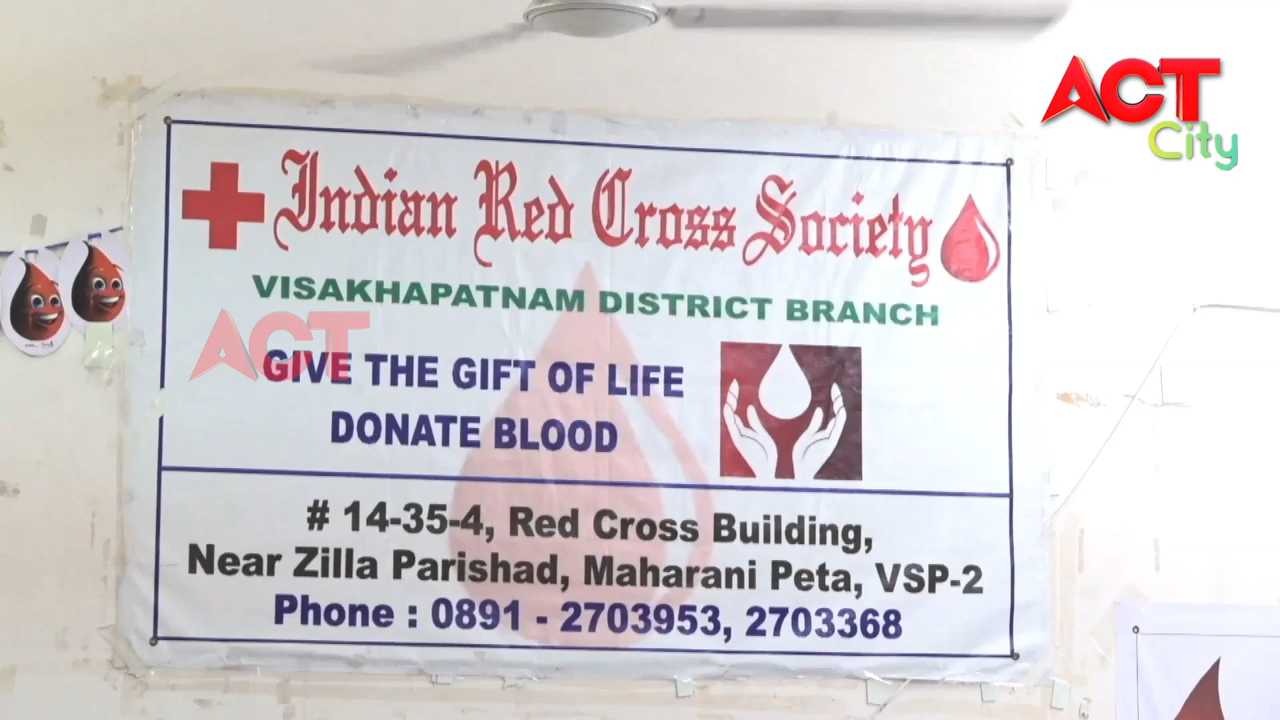 ACT
City
Indian Red Cross Society
VISAKHAPATNAM DISTRICT BRANCH
ACT
GIVE THE GIFT OF LIFE
DONATE BLOOD
# 14-35-4, Red Cross Building,
Near Zilla Parishad, Maharani Peta, VSP-2
Phone : 0891 - 2703953, 2703368